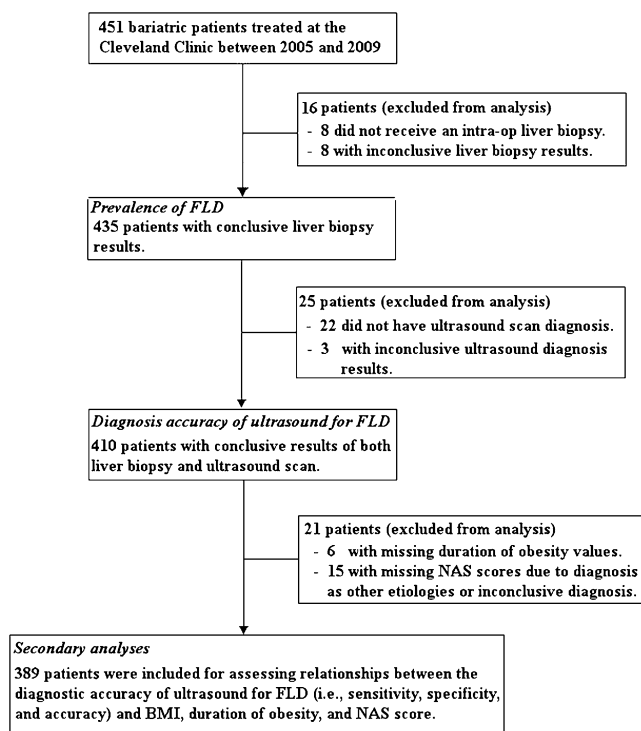 451 bariatric patients treated at the
Cleveland Clinic between 2005 and 2009
16 patients (excluded from analysis)
- 8 did not receive an intra-op liver biopsy.
- 8 with inconclusive liver biopsy results.
Prevalence of FLD
435 patients with conclusive liver biopsy
results.
25 patients (excluded from analysis)
- 22 did not have ultrasound scan diagnosis.
- 3 with inconclusive ultrasound diagnosis
results.
Diagnosis accuracy of ultrasound for FLD
410 patients with conclusive results of both
liver biopsy and ultrasound scan.
21 patients (excluded from analysis)
- 6 with missing duration of obesity values.
- 15 with missing NAS scores due to diagnosis
as other etiologies or inconclusive diagnosis.
Secondary analyses
389 patients were included for assessing relationships between the
diagnostic accuracy of ultrasound for FLD (i.e., sensitivity, specificity,
and accuracy) and BMI, duration of obesity, and NAS score.